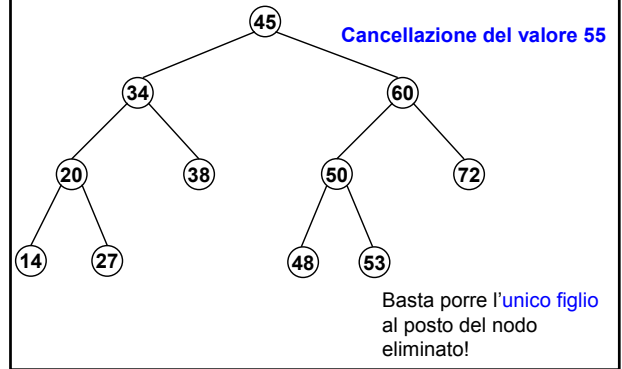 45
Cancellazione del valore 55
34
60
20
38
50
72
14
27
48
53
Basta porre l'unico figlio
al posto del nodo
eliminato!